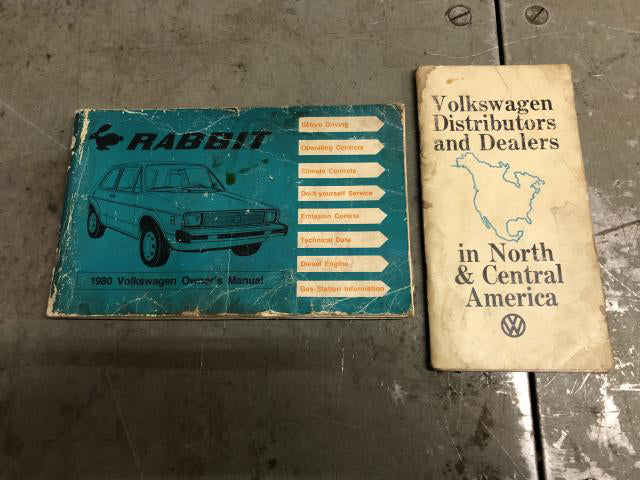 RABBIT
1980 Volkswagen Owner's Manual
Before Driving
Operating Controls
Climate Controls
Do-it-yourself Service
Emission Control
Technical Data
Diesel Engine
Gas Station Information
Volkswagen
Distributors
and Dealers
in North
& Central
America